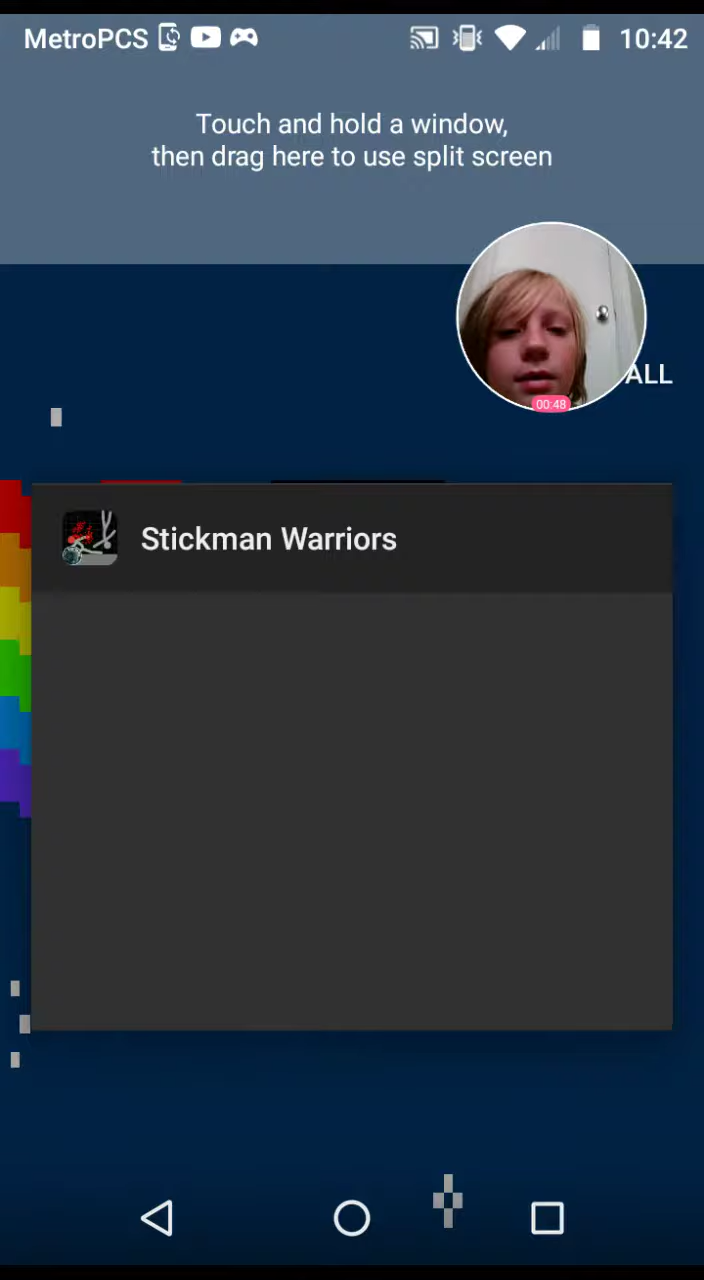 MetroPCS 10:42
Touch and hold a window,
then drag here to use split screen
ALL
00:48
Stickman Warriors